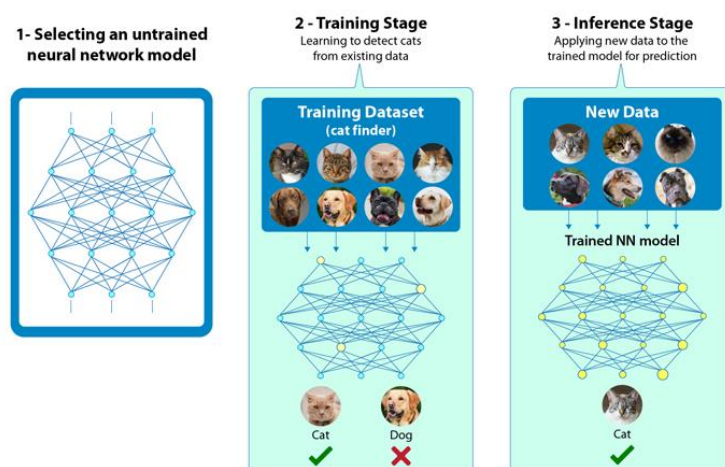 1- Selecting an untrained
neural network model
2 - Training Stage
Learning to detect cats
from existing data
Training Dataset
(cat finder)
Cat
Dog
3 - Inference Stage
Applying new data to the
trained model for prediction
New Data
Trained NN model
Cat